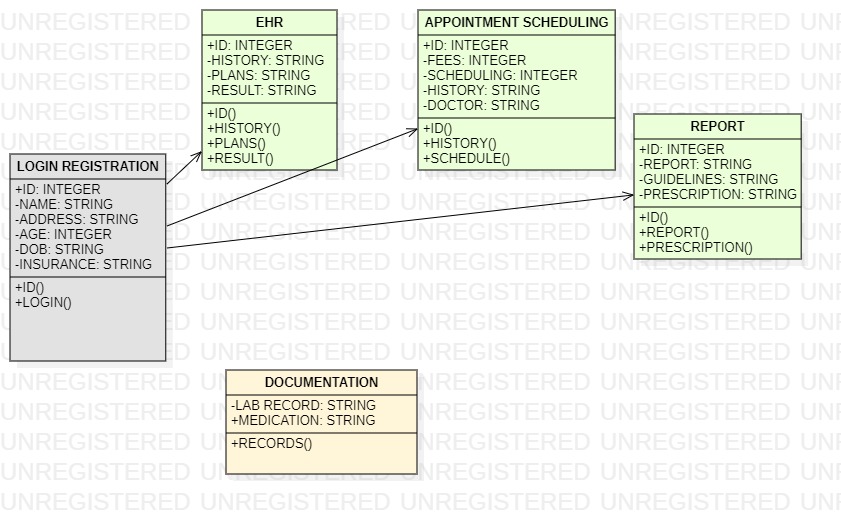 EHR
+ID: INTEGER
-HISTORY: STRING
-PLANS: STRING
-RESULT: STRING
+ID()
+HISTORY()
+PLANS()
+RESULT()
APPOINTMENT SCHEDULING
+ID: INTEGER
-FEES: INTEGER
-SCHEDULING: INTEGER
-HISTORY: STRING
-DOCTOR: STRING
+ID()
+HISTORY()
+SCHEDULE()
REPORT
+ID: INTEGER
-REPORT: STRING
-GUIDELINES: STRING
-PRESCRIPTION: STRING
+ID()
+REPORT()
+PRESCRIPTION()
LOGIN REGISTRATION
+ID: INTEGER
-NAME: STRING
-ADDRESS: STRING
-AGE: INTEGER
-DOB: STRING
-INSURANCE: STRING
+ID()
+LOGIN()
DOCUMENTATION
-LAB RECORD: STRING
+MEDICATION: STRING
+RECORDS()
UNREGISTERED UNREGISTERED UNREGISTERED UNREGISTERED